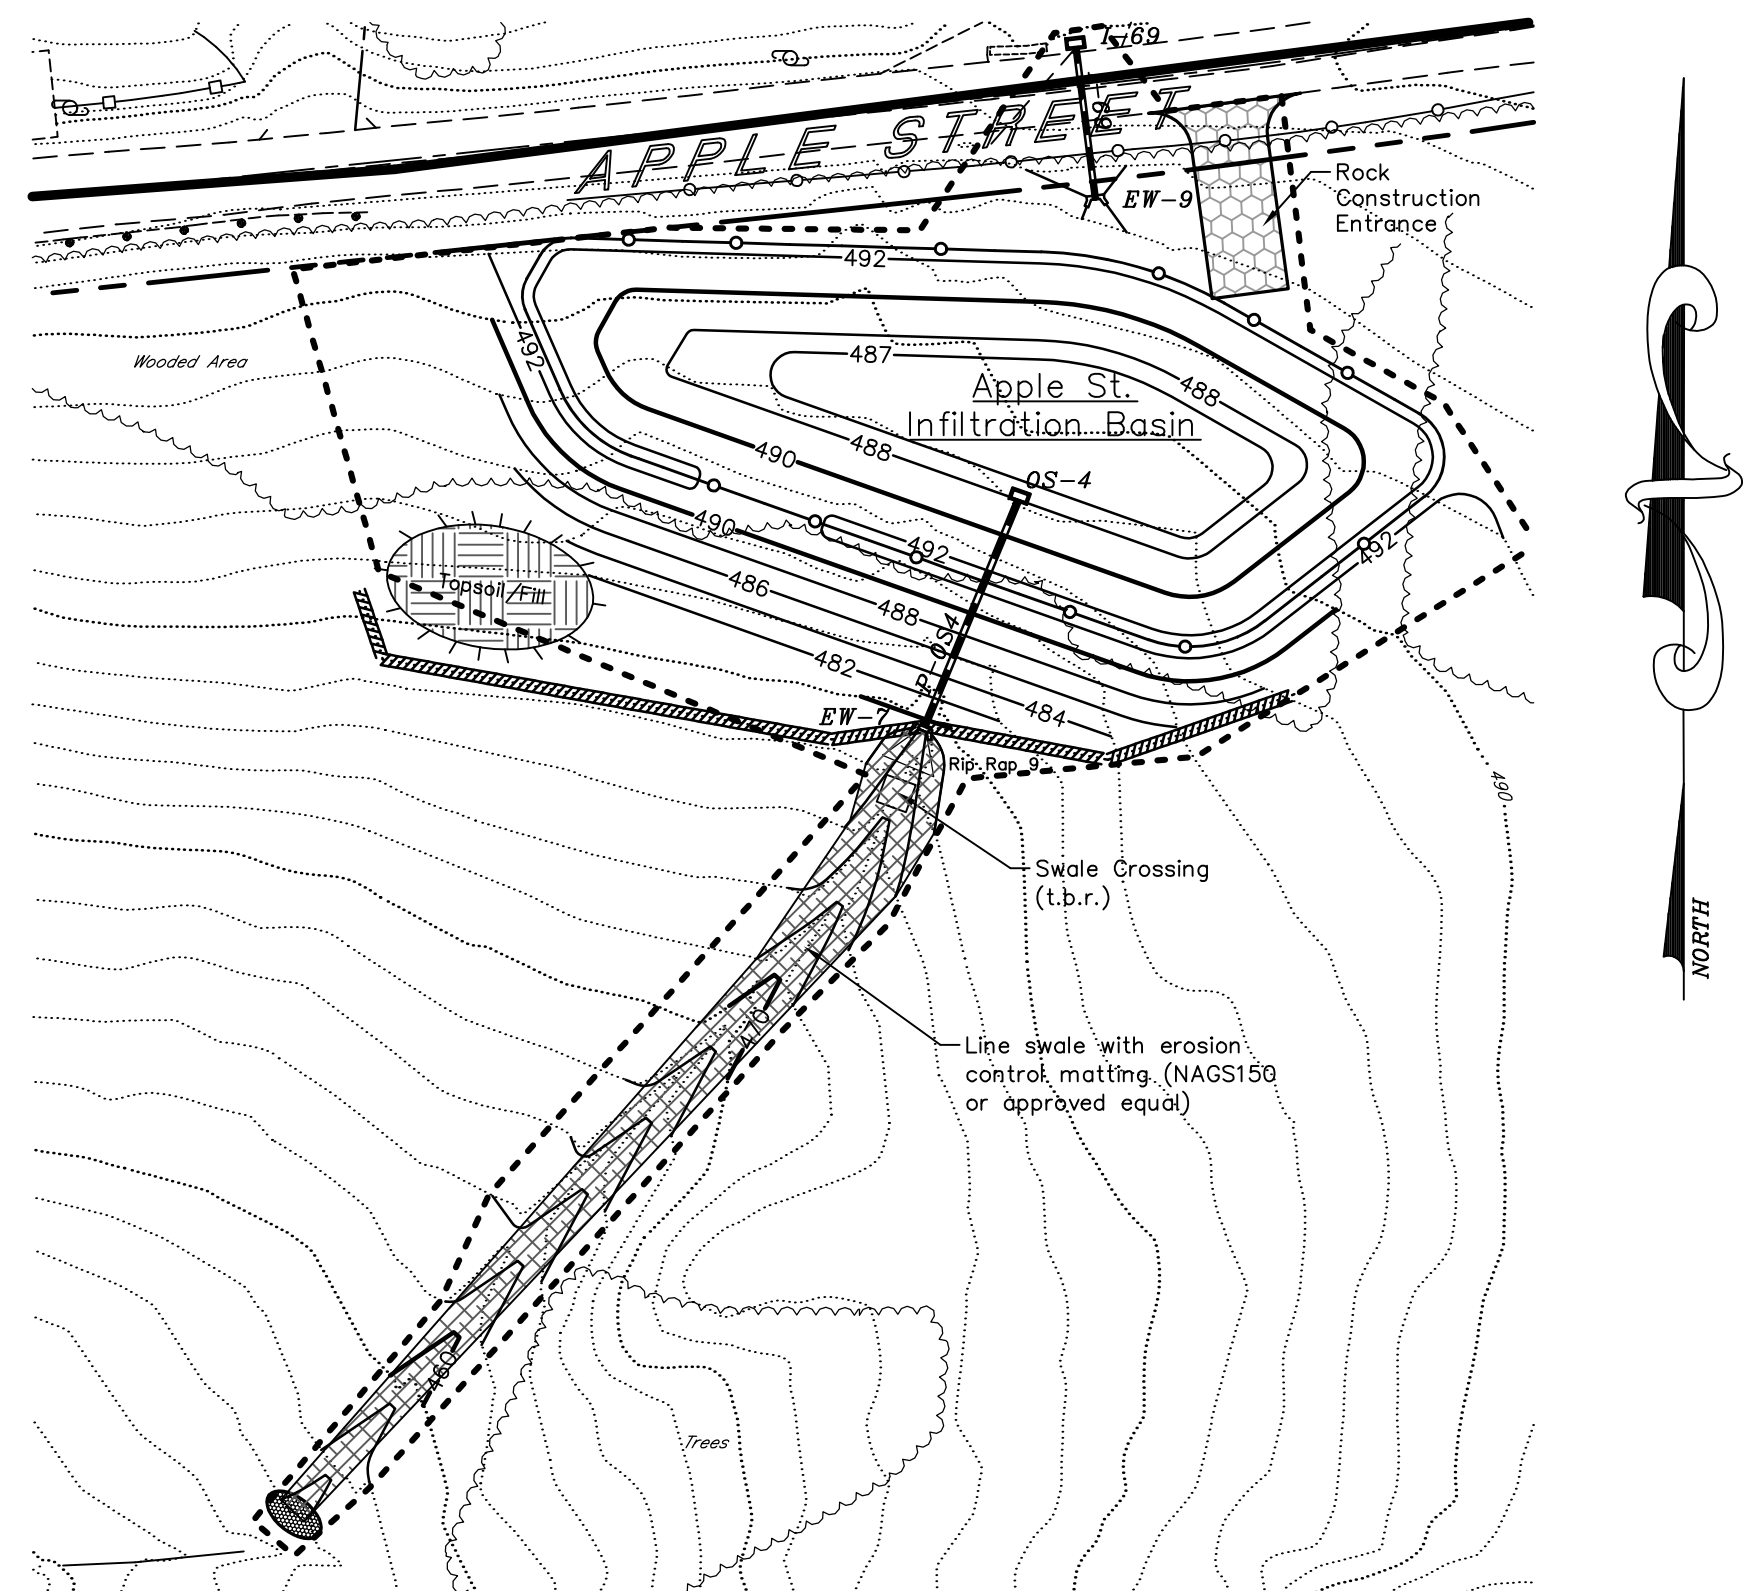 I-69
APPLE STREET
EW-9
Rock
Construction
Entrance
492
492
Wooded Area
487
488
Apple St.
Infiltration Basin
488
490
OS-4
490
492
492
Topsoil/Fill
486
488
P-OS4
482
EW-7
484
Rip Rap 9
490
Swale Crossing
(t.b.r.)
NORTH
470
Line swale with erosion
control matting (NAGS150
or approved equal)
460
Trees